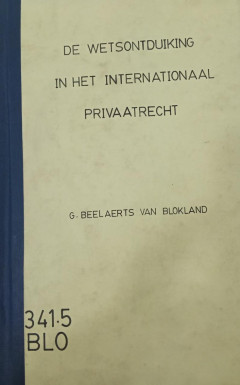 DE WETSONTDUIKING
IN HET INTERNATIONAAL
PRIVAATRECHT
G. BEELAERTS VAN BLOKLAND
341.5
BLO